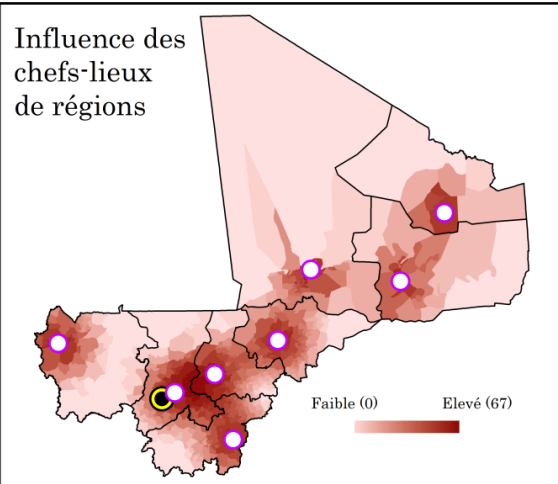 Influence des
chefs-lieux
de régions
Faible (0) Elevé (67)